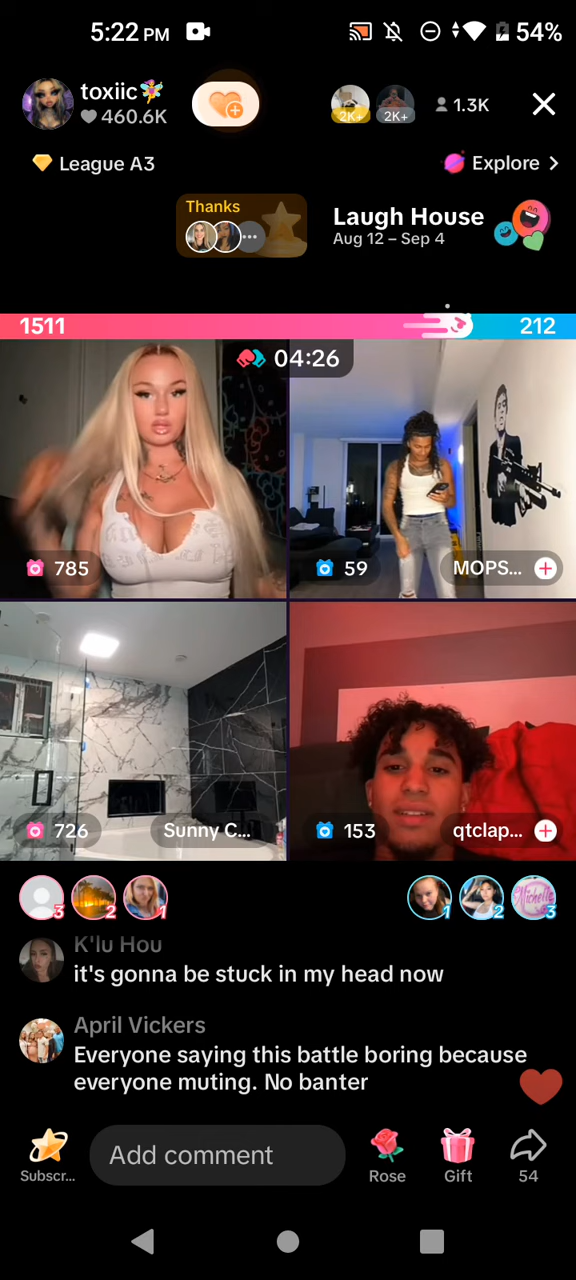 5:22 PM
54%
toxiic🧚
460.6K
2K+
2K+
1.3K
League A3
Explore >
Thanks
Laugh House
Aug 12 – Sep 4
1511
212
04:26
785
59
MOPS...
726
Sunny C...
153
qtclap...
3
2
1
1
2
Michelle
3
K'lu Hou
it's gonna be stuck in my head now
April Vickers
Everyone saying this battle boring because
everyone muting. No banter
Subscr...
Add comment
Rose
Gift
54